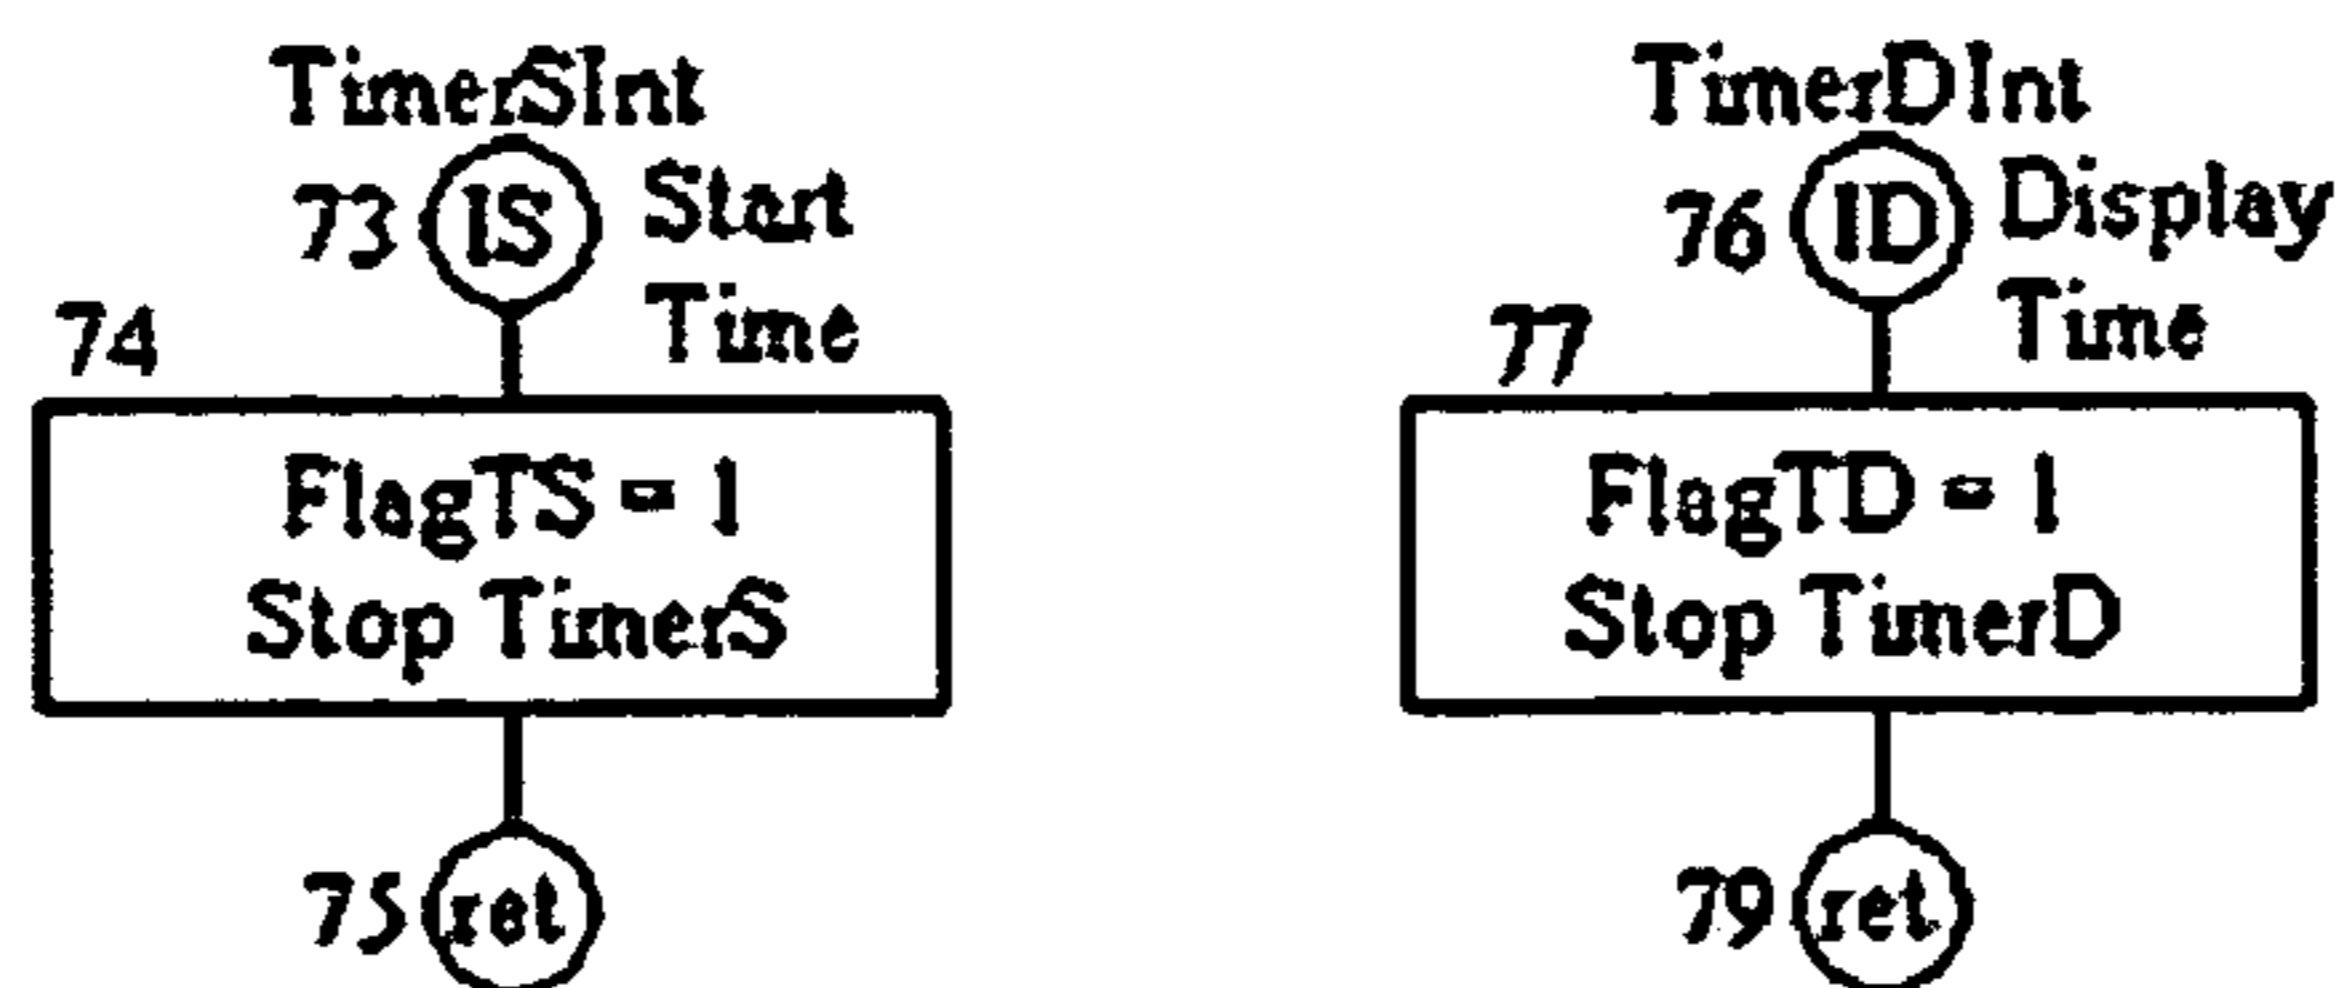 TimerSInt
73 IS Start
Time
74
FlagTS = 1
Stop TimerS
75 ret
TimerDInt
76 ID Display
Time
77
FlagTD = 1
Stop TimerD
79 ret